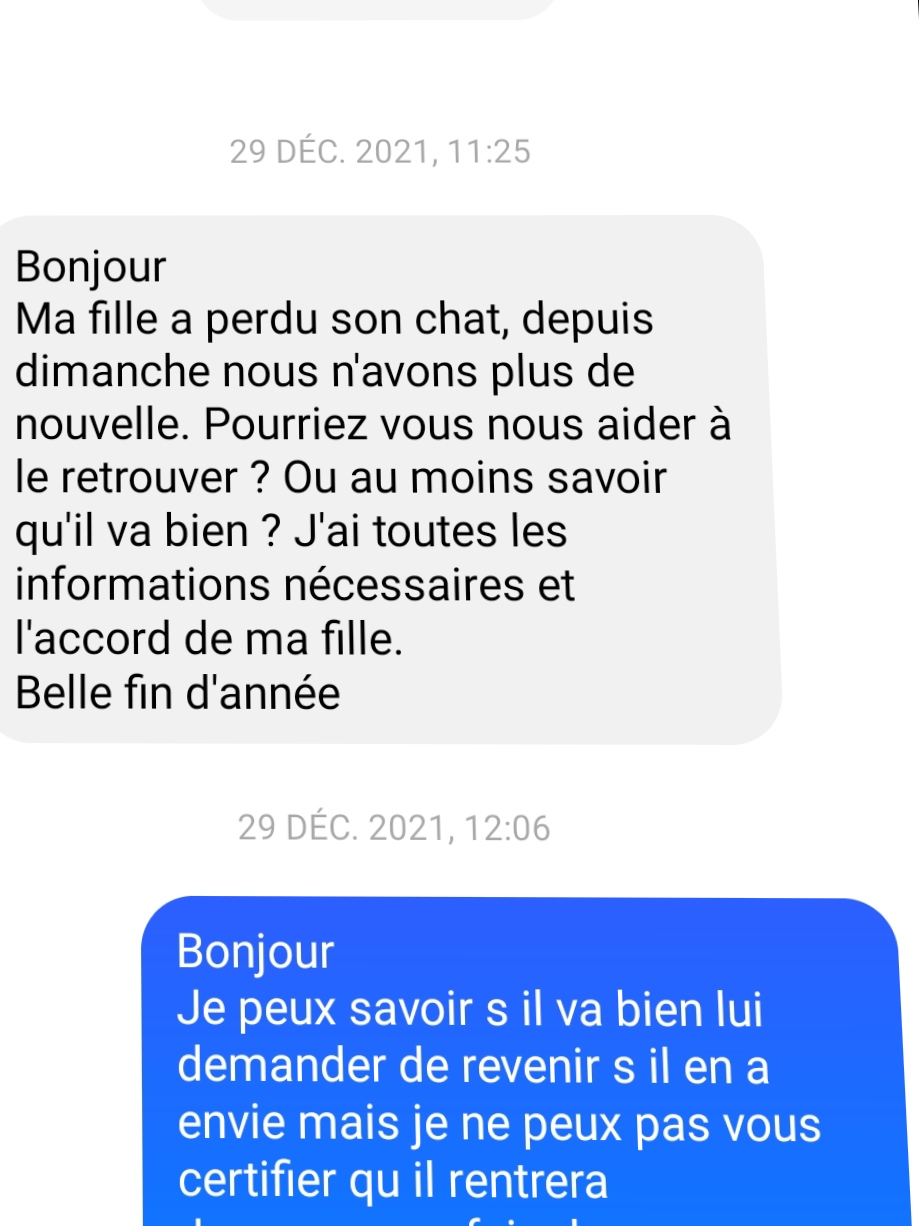 29 DÉC. 2021, 11:25
Bonjour
Ma fille a perdu son chat, depuis
dimanche nous n'avons plus de
nouvelle. Pourriez vous nous aider à
le retrouver ? Ou au moins savoir
qu'il va bien ? J'ai toutes les
informations nécessaires et
l'accord de ma fille.
Belle fin d'année
29 DÉC. 2021, 12:06
Bonjour
Je peux savoir s il va bien lui
demander de revenir s il en a
envie mais je ne peux pas vous
certifier qu il rentrera